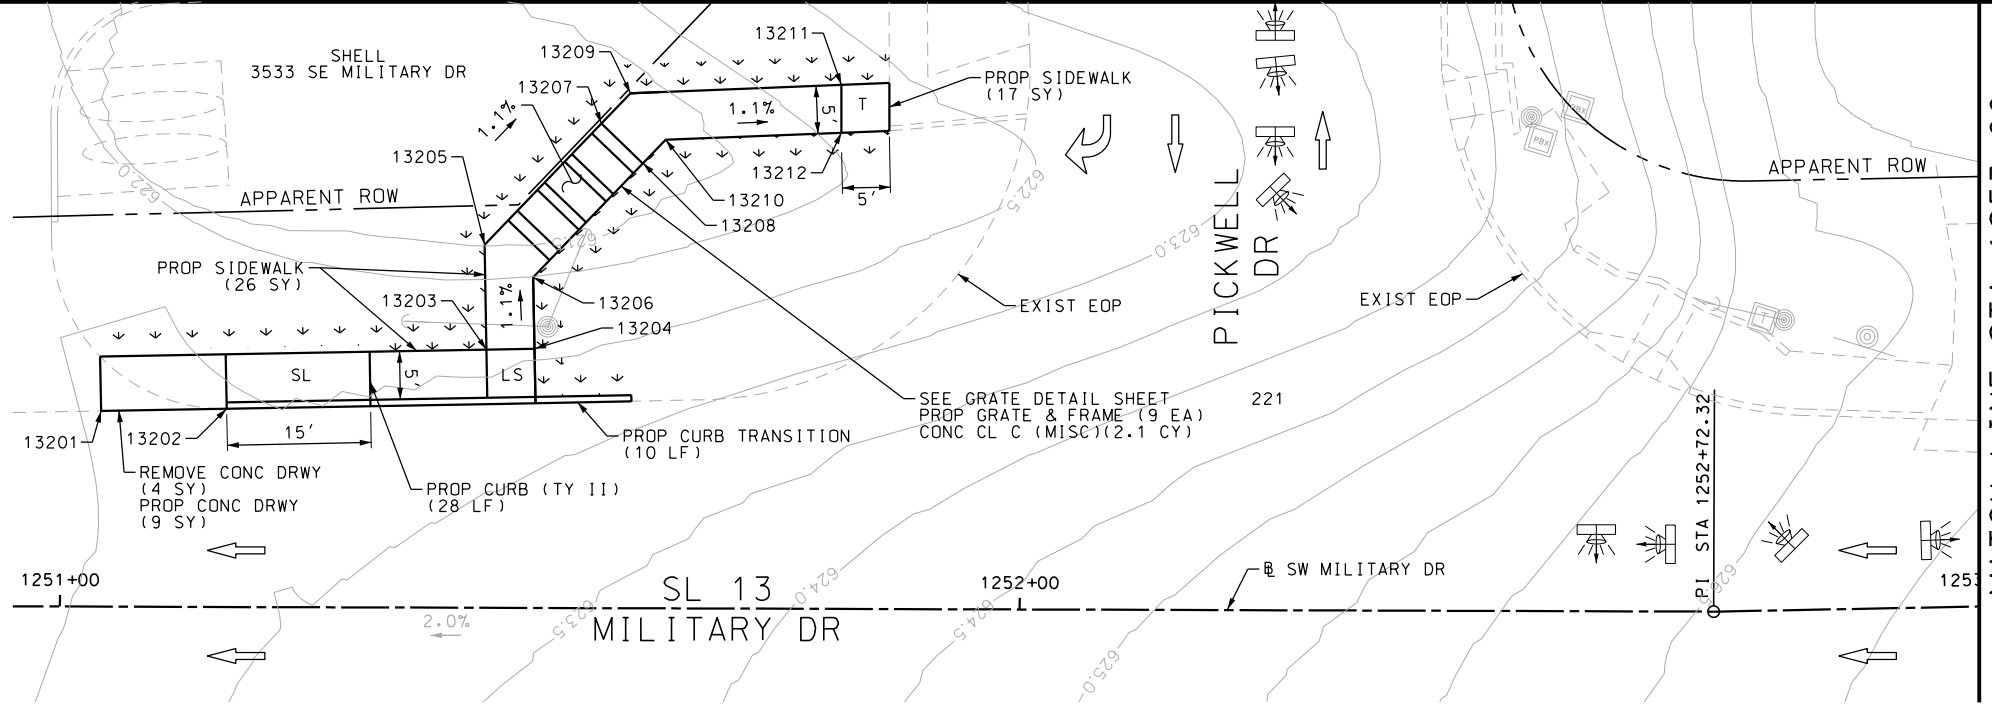 SHELL
3533 SE MILITARY DR
13209
13207
13211
PROP SIDEWALK
(17 SY)
1.1%
1.1%
5'
T
13205
13212
5'
13210
13208
APPARENT ROW
622.0
621.5
622.5
623.0
PICKWELL
DR
PBX
PBX
APPARENT ROW
PROP SIDEWALK
(26 SY)
13203
1.1%
13206
13204
EXIST EOP
EXIST EOP
T
SL
5'
LS
SEE GRATE DETAIL SHEET 221
PROP GRATE & FRAME (9 EA)
CONC CL C (MISC)(2.1 CY)
13201
13202
15'
PROP CURB TRANSITION
(10 LF)
REMOVE CONC DRWY
(4 SY)
PROP CONC DRWY
(9 SY)
PROP CURB (TY II)
(28 LF)
PI STA 1252+72.32
1251+00
SL 13
MILITARY DR
1252+00
BL SW MILITARY DR
1253
2.0%
623.5
624.0
624.5
625.0